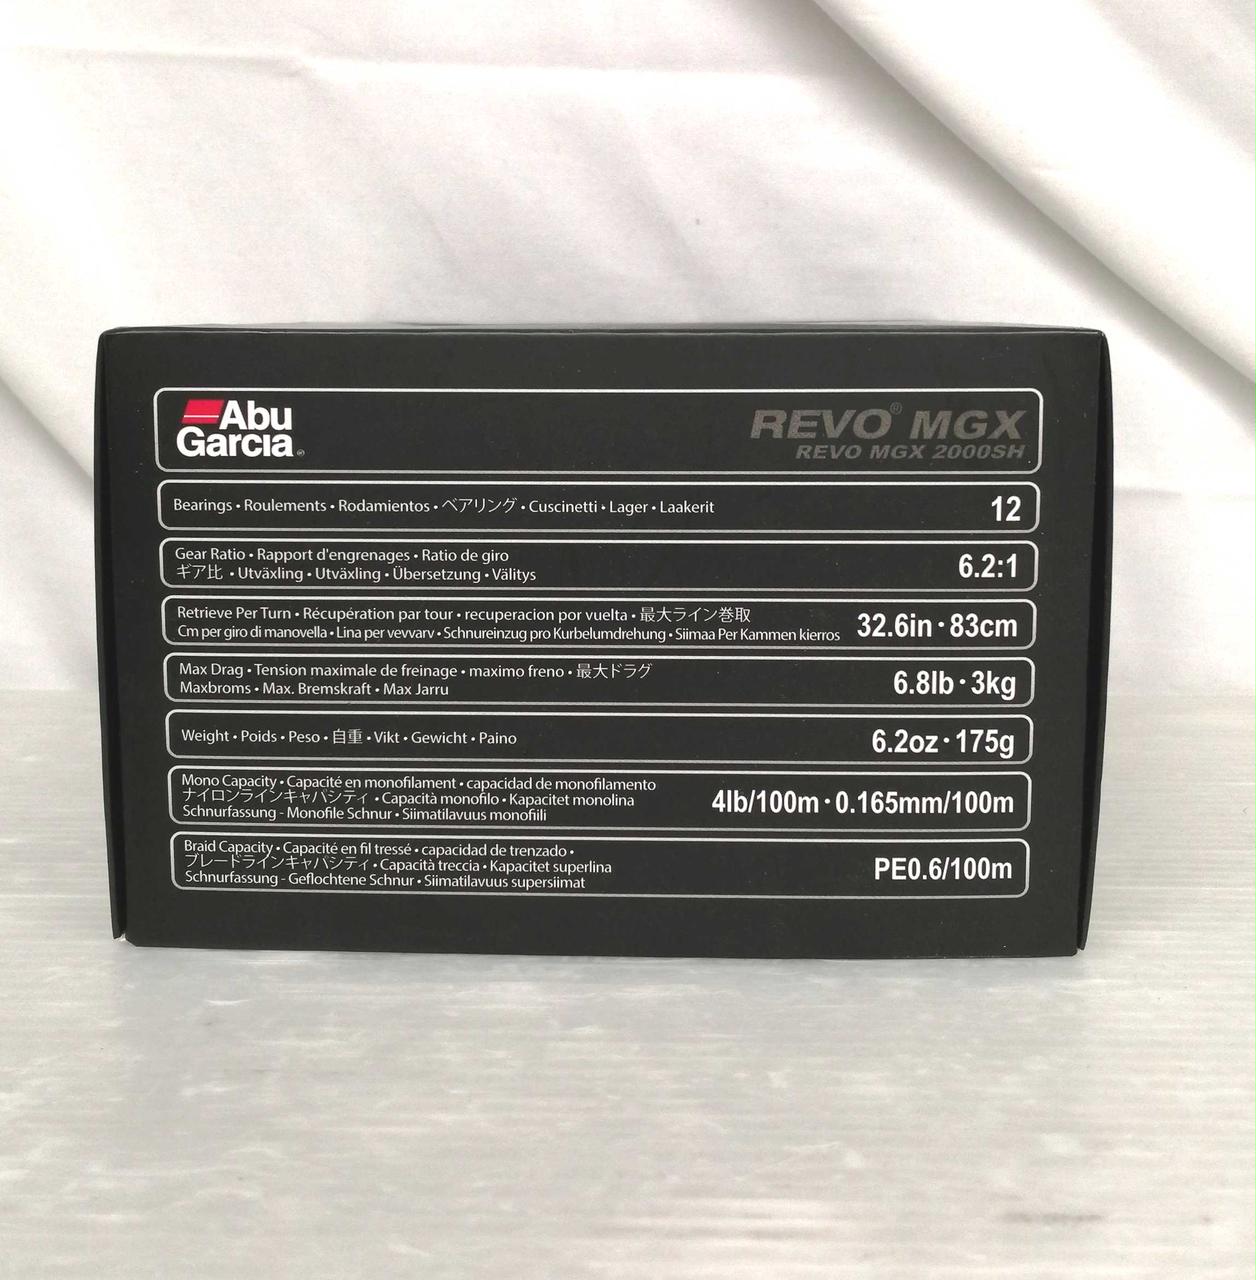 Abu
Garcia®
REVO® MGX
REVO MGX 2000SH
Bearings • Roulements • Rodamientos • ベアリング • Cuscinetti • Lager • Laakerit
12
Gear Ratio • Rapport d'engrenages • Ratio de giro
ギア比 • Utväxling • Utväxling • Übersetzung • Välitys
6.2:1
Retrieve Per Turn • Récupération par tour • recuperacion por vuelta • 最大ライン巻取
Cm per giro di manovella • Lina per vevvarv • Schnureinzug pro Kurbelumdrehung • Siimaa Per Kammen kierros
32.6in · 83cm
Max Drag • Tension maximale de freinage • maximo freno • 最大ドラグ
Maxbroms • Max. Bremskraft • Max Jarru
6.8lb · 3kg
Weight • Poids • Peso • 自重 • Vikt • Gewicht • Paino
6.2oz · 175g
Mono Capacity • Capacité en monofilament • capacidad de monofilamento
ナイロンラインキャパシティ • Capacità monofilo • Kapacitet monolina
Schnurfassung - Monofile Schnur • Siimatilavuus monofiili
4lb/100m · 0.165mm/100m
Braid Capacity • Capacité en fil tressé • capacidad de trenzado •
ブレードラインキャパシティ • Capacità treccia • Kapacitet superlina
Schnurfassung - Geflochtene Schnur • Siimatilavuus supersiimat
PE0.6/100m